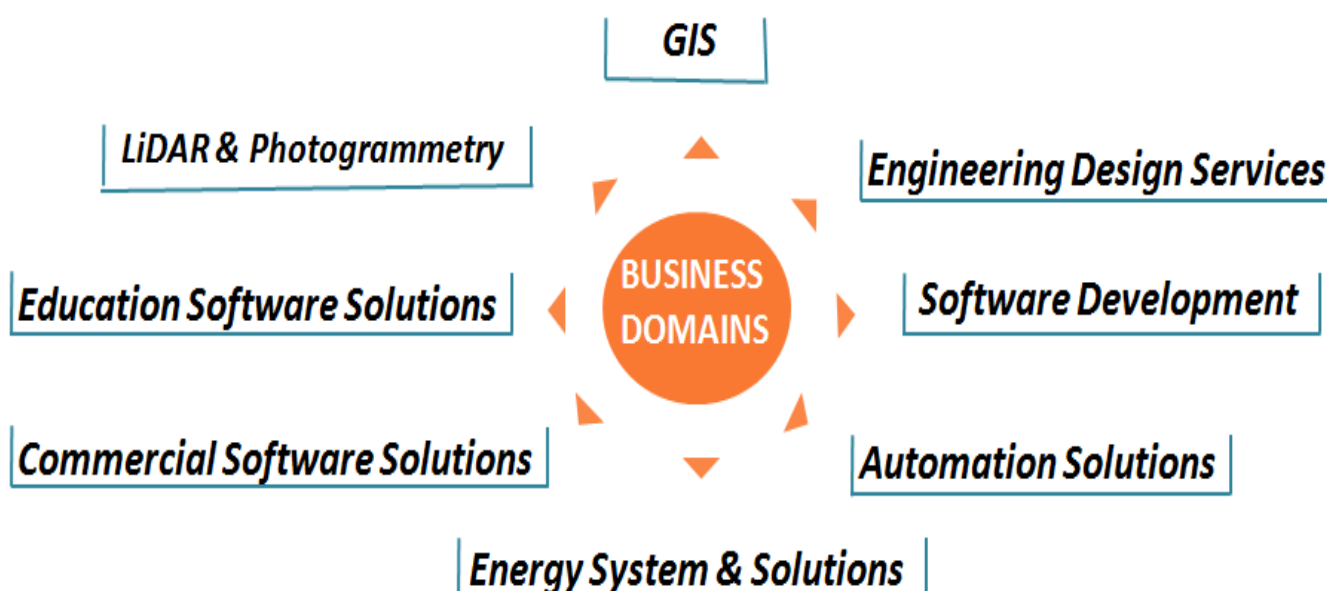 GIS
LiDAR & Photogrammetry
Engineering Design Services
BUSINESS
DOMAINS
Education Software Solutions
Software Development
Commercial Software Solutions
Automation Solutions
Energy System & Solutions